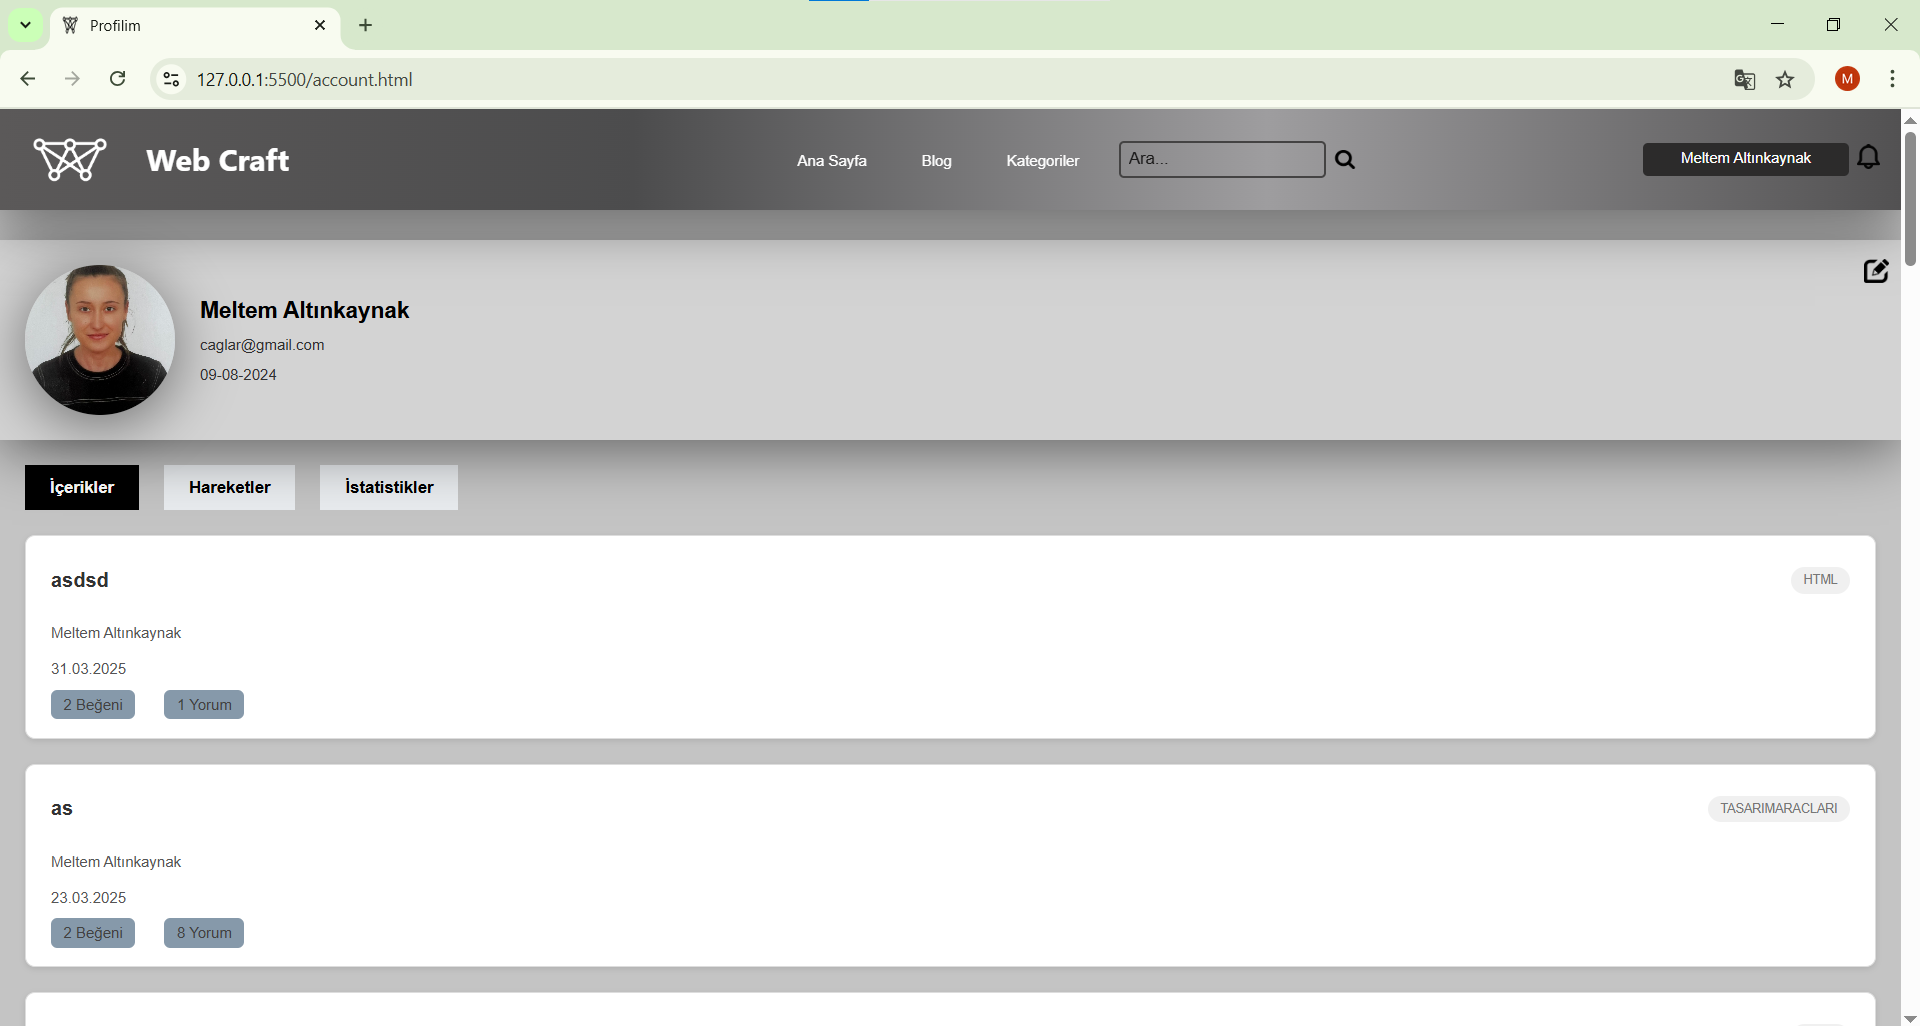 Profilim
127.0.0.1:5500/account.html
M
Web Craft
Ana Sayfa
Blog
Kategoriler
Ara...
Meltem Altınkaynak
Meltem Altınkaynak
caglar@gmail.com
09-08-2024
İçerikler
Hareketler
İstatistikler
asdsd
HTML
Meltem Altınkaynak
31.03.2025
2 Beğeni
1 Yorum
as
TASARIMARACLARI
Meltem Altınkaynak
23.03.2025
2 Beğeni
8 Yorum